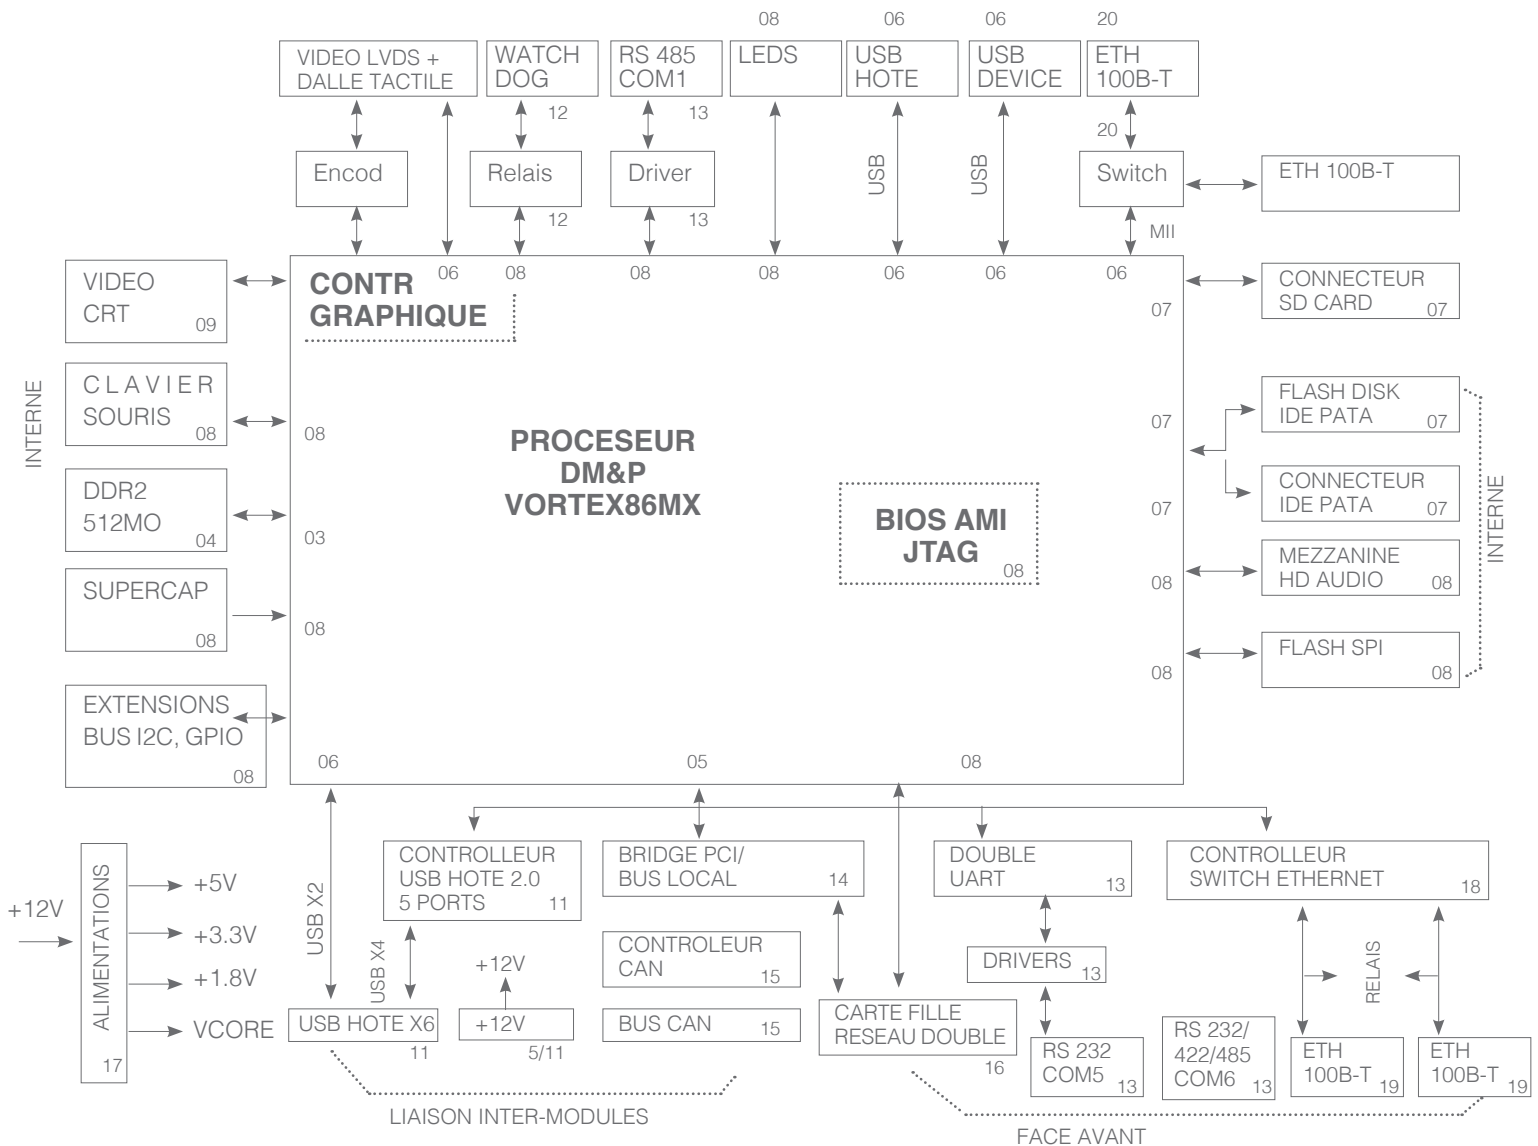 08
06
06
20
VIDEO LVDS +
DALLE TACTILE
WATCH
DOG
RS 485
COM1
LEDS
USB
HOTE
USB
DEVICE
ETH
100B-T
12
13
20
Encod
Relais
Driver
USB
USB
Switch
ETH 100B-T
12
13
MII
INTERNE
VIDEO
CRT
09
CLAVIER
SOURIS
08
DDR2
512MO
04
SUPERCAP
08
EXTENSIONS
BUS I2C, GPIO
08
CONTR
GRAPHIQUE
06
08
08
08
06
06
06
07
08
07
03
07
08
08
08
PROCESEUR
DM&P
VORTEX86MX
BIOS AMI
JTAG
08
06
05
08
CONNECTEUR
SD CARD
07
FLASH DISK
IDE PATA
07
CONNECTEUR
IDE PATA
07
MEZZANINE
HD AUDIO
08
FLASH SPI
08
INTERNE
+12V
ALIMENTATIONS
17
+5V
+3.3V
+1.8V
VCORE
USB X2
CONTROLLEUR
USB HOTE 2.0
5 PORTS
11
USB X4
+12V
USB HOTE X6
11
+12V
5/11
BRIDGE PCI/
BUS LOCAL
14
CONTROLEUR
CAN
15
BUS CAN
15
CARTE FILLE
RESEAU DOUBLE
16
DOUBLE
UART
13
DRIVERS
13
RS 232
COM5
13
RS 232/
422/485
COM6
13
CONTROLLEUR
SWITCH ETHERNET
18
RELAIS
ETH
100B-T
19
ETH
100B-T
19
LIAISON INTER-MODULES
FACE AVANT